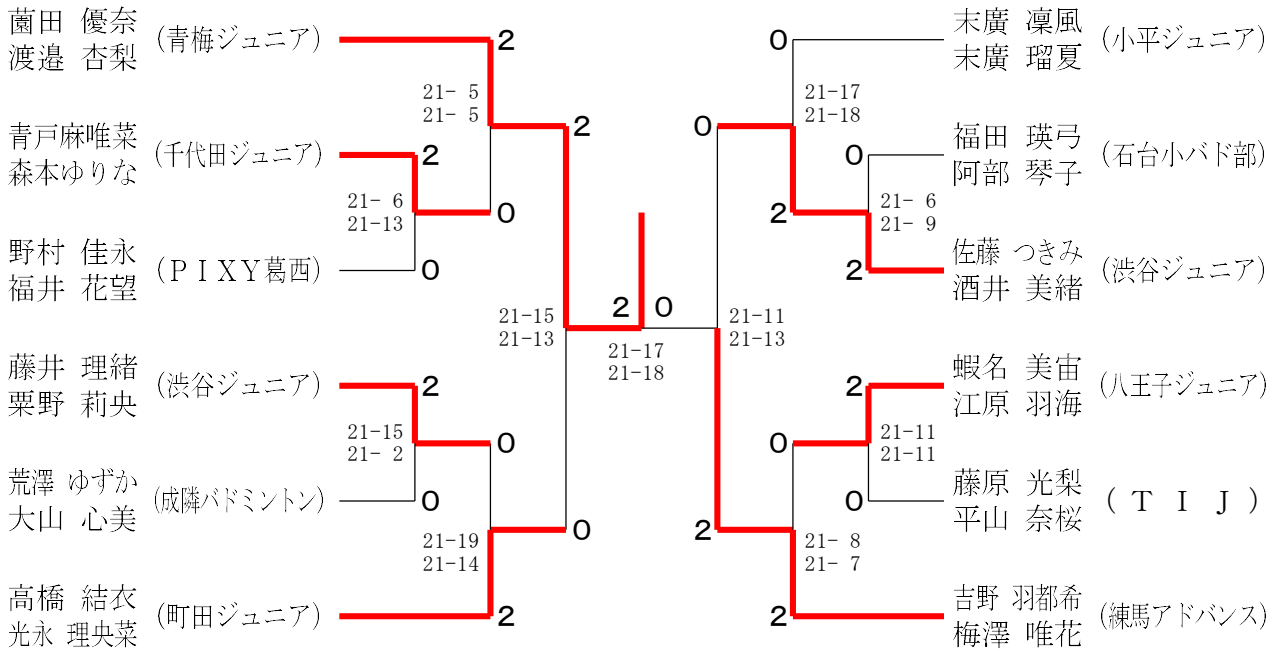 薗田 優奈
渡邉 杏梨
(青梅ジュニア)
2
21- 5
21- 5
青戸麻唯菜
森本ゆりな
(千代田ジュニア)
2
2
21- 6
21-13
0
野村 佳永
福井 花望
(ＰＩＸＹ葛西)
0
21-15
21-13
藤井 理緒
粟野 莉央
(渋谷ジュニア)
2
21-15
21- 2
0
荒澤 ゆずか
大山 心美
(成隣バドミントン)
0
21-19
21-14
0
高橋 結衣
光永 理央菜
(町田ジュニア)
2
2 0
21-17
21-18
0
末廣 凜風
末廣 瑠夏
(小平ジュニア)
21-17
21-18
0
福田 瑛弓
阿部 琴子
(石台小バド部)
0
21- 6
21- 9
2
佐藤 つきみ
酒井 美緒
(渋谷ジュニア)
2
21-11
21-13
蝦名 美宙
江原 羽海
(八王子ジュニア)
2
21-11
21-11
0
藤原 光梨
平山 奈桜
(ＴＩＪ)
0
2
21- 8
21- 7
吉野 羽都希
梅澤 唯花
(練馬アドバンス)
2